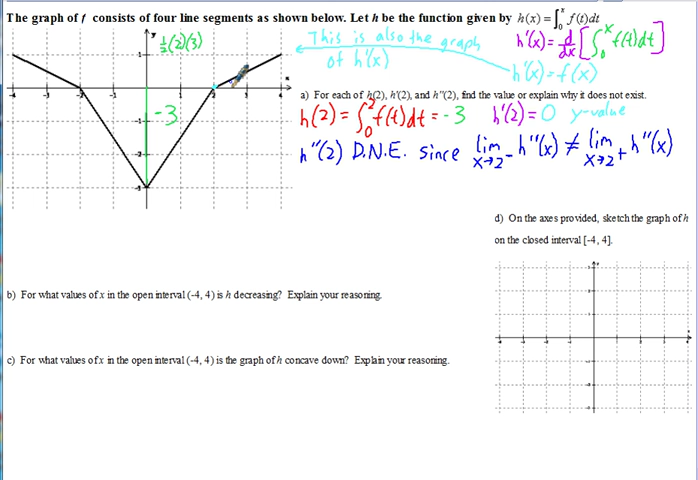 The graph of f consists of four line segments as shown below. Let h be the function given by h(x) = ∫₀ˣ f(t)dt
½(2)(3)
This is also the graph of h'(x)
h'(x) = d/dx [∫₀ˣ f(t)dt]
h'(x) = f(x)
-3
a) For each of h(2), h'(2), and h''(2), find the value or explain why it does not exist.
h(2) = ∫₀² f(t)dt = -3 h'(2) = 0 y-value
h''(2) D.N.E. since lim x→2⁻ h''(x) ≠ lim x→2⁺ h''(x)
d) On the axes provided, sketch the graph of h
on the closed interval [-4, 4].
b) For what values of x in the open interval (-4, 4) is h decreasing? Explain your reasoning.
c) For what values of x in the open interval (-4, 4) is the graph of h concave down? Explain your reasoning.